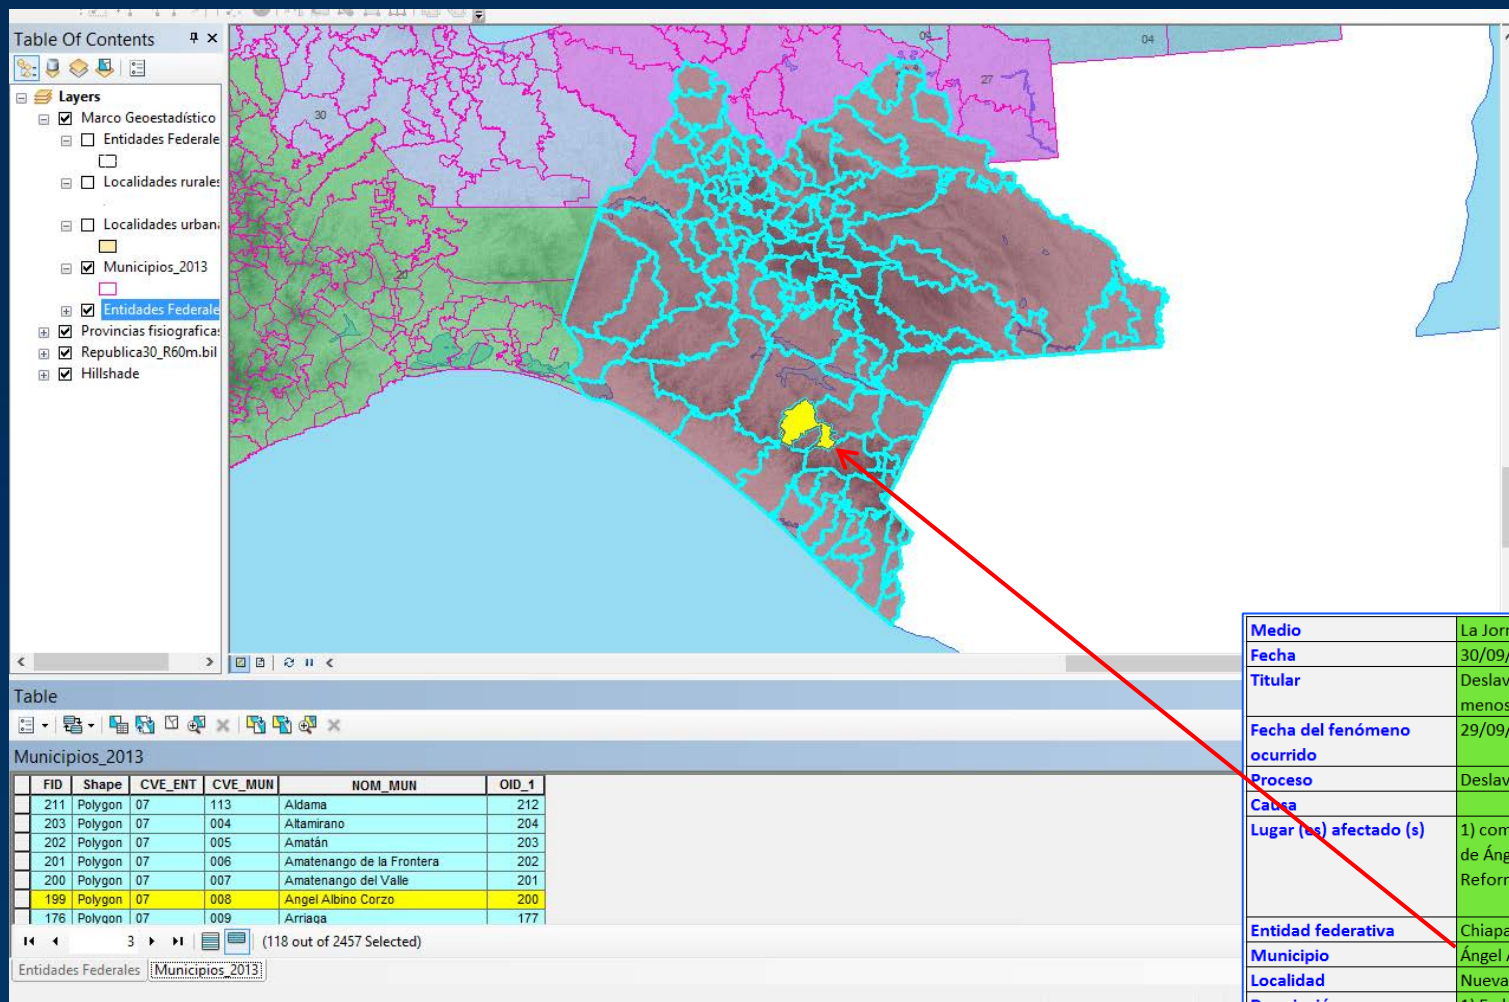 Table Of Contents
Layers
Marco Geoestadístico
Entidades Federale
Localidades rurales
Localidades urban
Municipios_2013
Entidades Federale
Provincias fisiografica
Republica30_R60m.bil
Hillshade
30
04
27
04
20
Table
Municipios_2013
FID Shape CVE_ENT CVE_MUN NOM_MUN OID_1
211 Polygon 07 113 Aldama 212
203 Polygon 07 004 Altamirano 204
202 Polygon 07 005 Amatán 203
201 Polygon 07 006 Amatenango de la Frontera 202
200 Polygon 07 007 Amatenango del Valle 201
199 Polygon 07 008 Angel Albino Corzo 200
176 Polygon 07 009 Arriaga 177
3 (118 out of 2457 Selected)
Entidades Federales Municipios_2013
Medio La Jorn
Fecha 30/09/
Titular Deslav
menos
Fecha del fenómeno 29/09/
ocurrido
Proceso Deslav
Causa
Lugar (es) afectado (s) 1) com
de Áng
Reforn
Entidad federativa Chiapa
Municipio Ángel A
Localidad Nueva